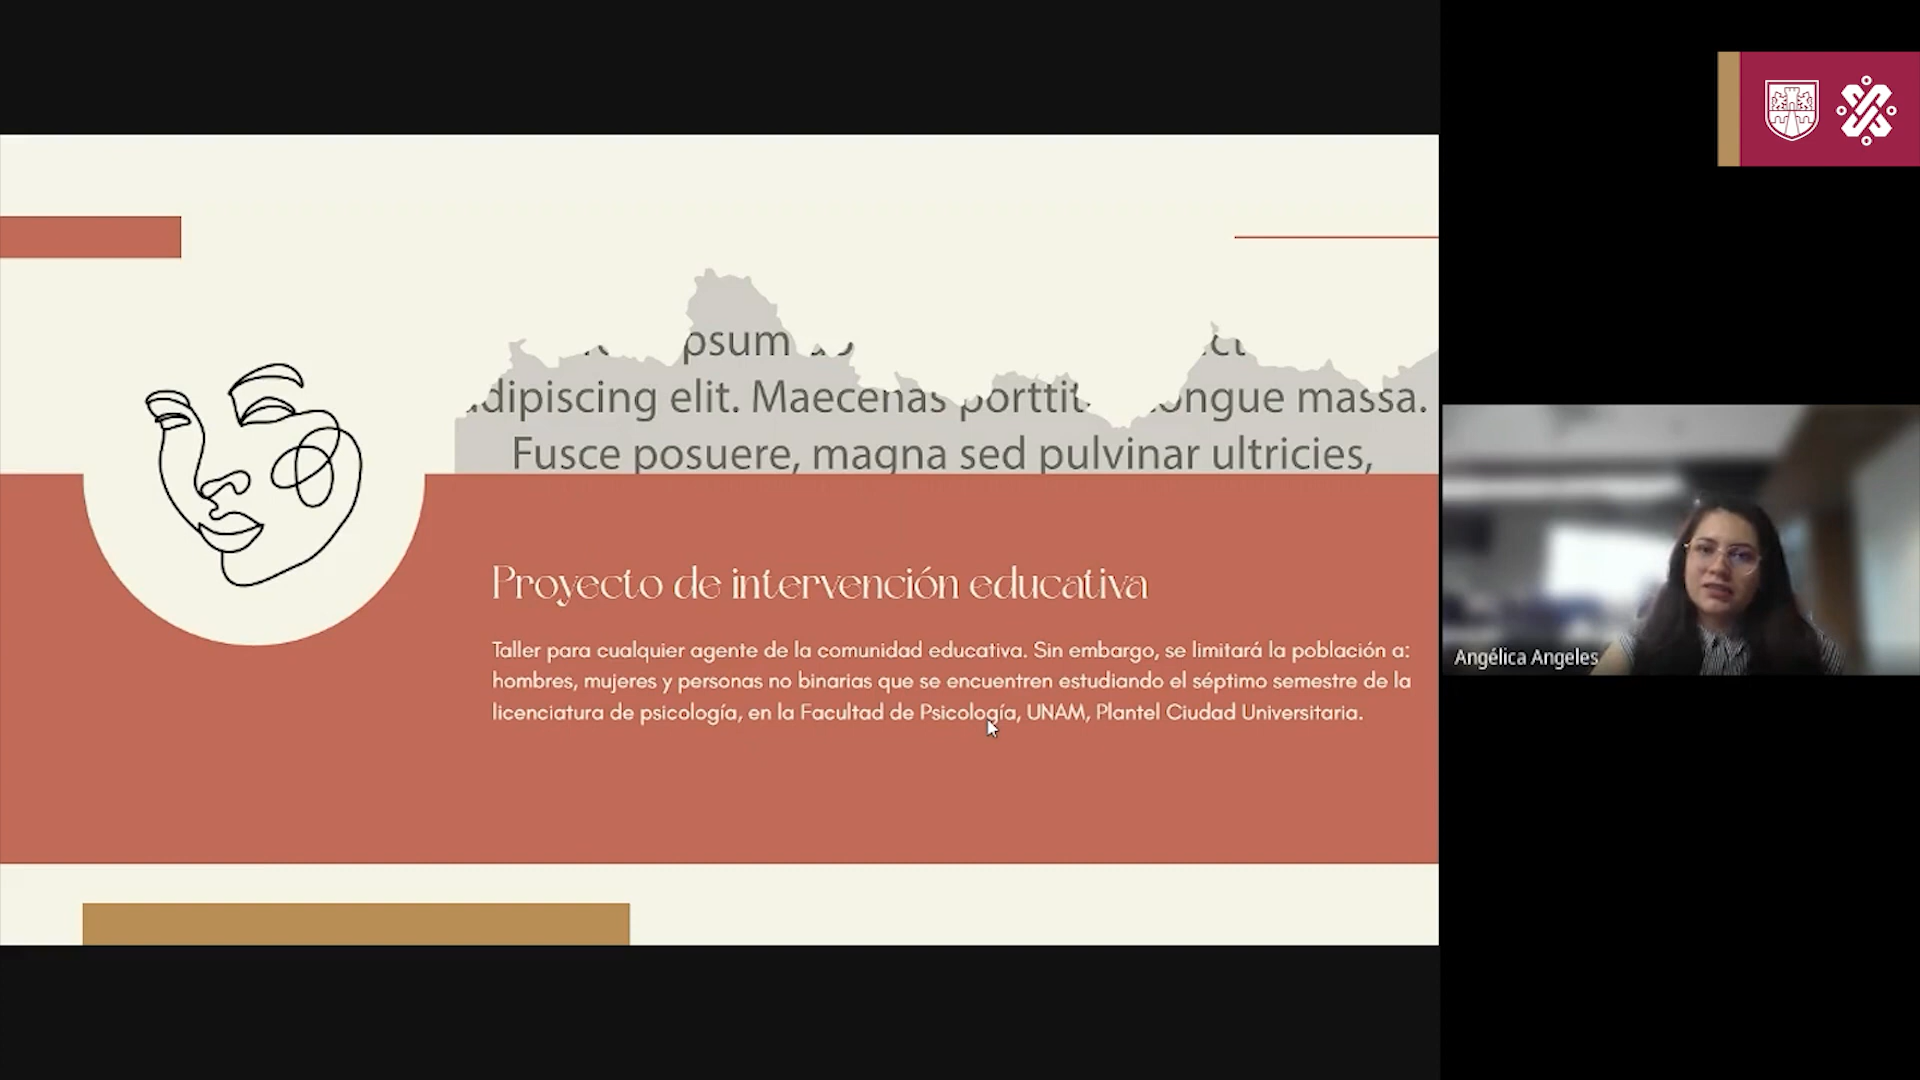 psum
adipiscing elit. Maecenas porttit congue massa.
Fusce posuere, magna sed pulvinar ultricies,
Proyecto de intervención educativa
Taller para cualquier agente de la comunidad educativa. Sin embargo, se limitará la población a:
hombres, mujeres y personas no binarias que se encuentren estudiando el séptimo semestre de la
licenciatura de psicología, en la Facultad de Psicología, UNAM, Plantel Ciudad Universitaria.
Angélica Angeles